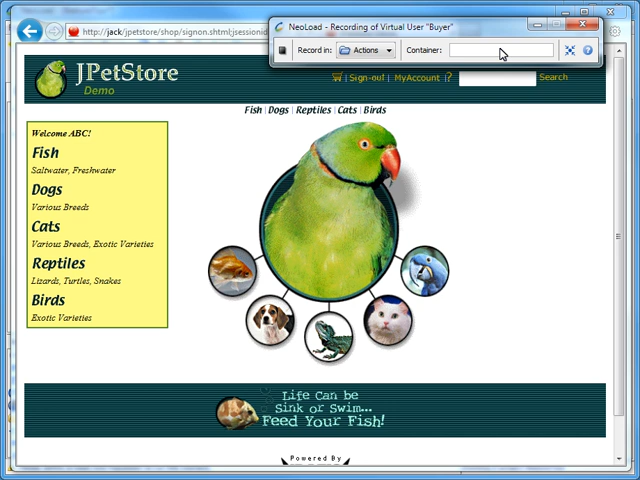 NeoLoad - Recording of Virtual User "Buyer"
http://jack/jpetstore/shop/signon.shtml;jsessionid
Record in: Actions Container:
JPetStore
Demo
Sign-out | MyAccount | ? Search
Fish | Dogs | Reptiles | Cats | Birds
Welcome ABC!
Fish
Saltwater, Freshwater
Dogs
Various Breeds
Cats
Various Breeds, Exotic Varieties
Reptiles
Lizards, Turtles, Snakes
Birds
Exotic Varieties
Life Can be
Sink or Swim...
Feed Your Fish!
Powered By